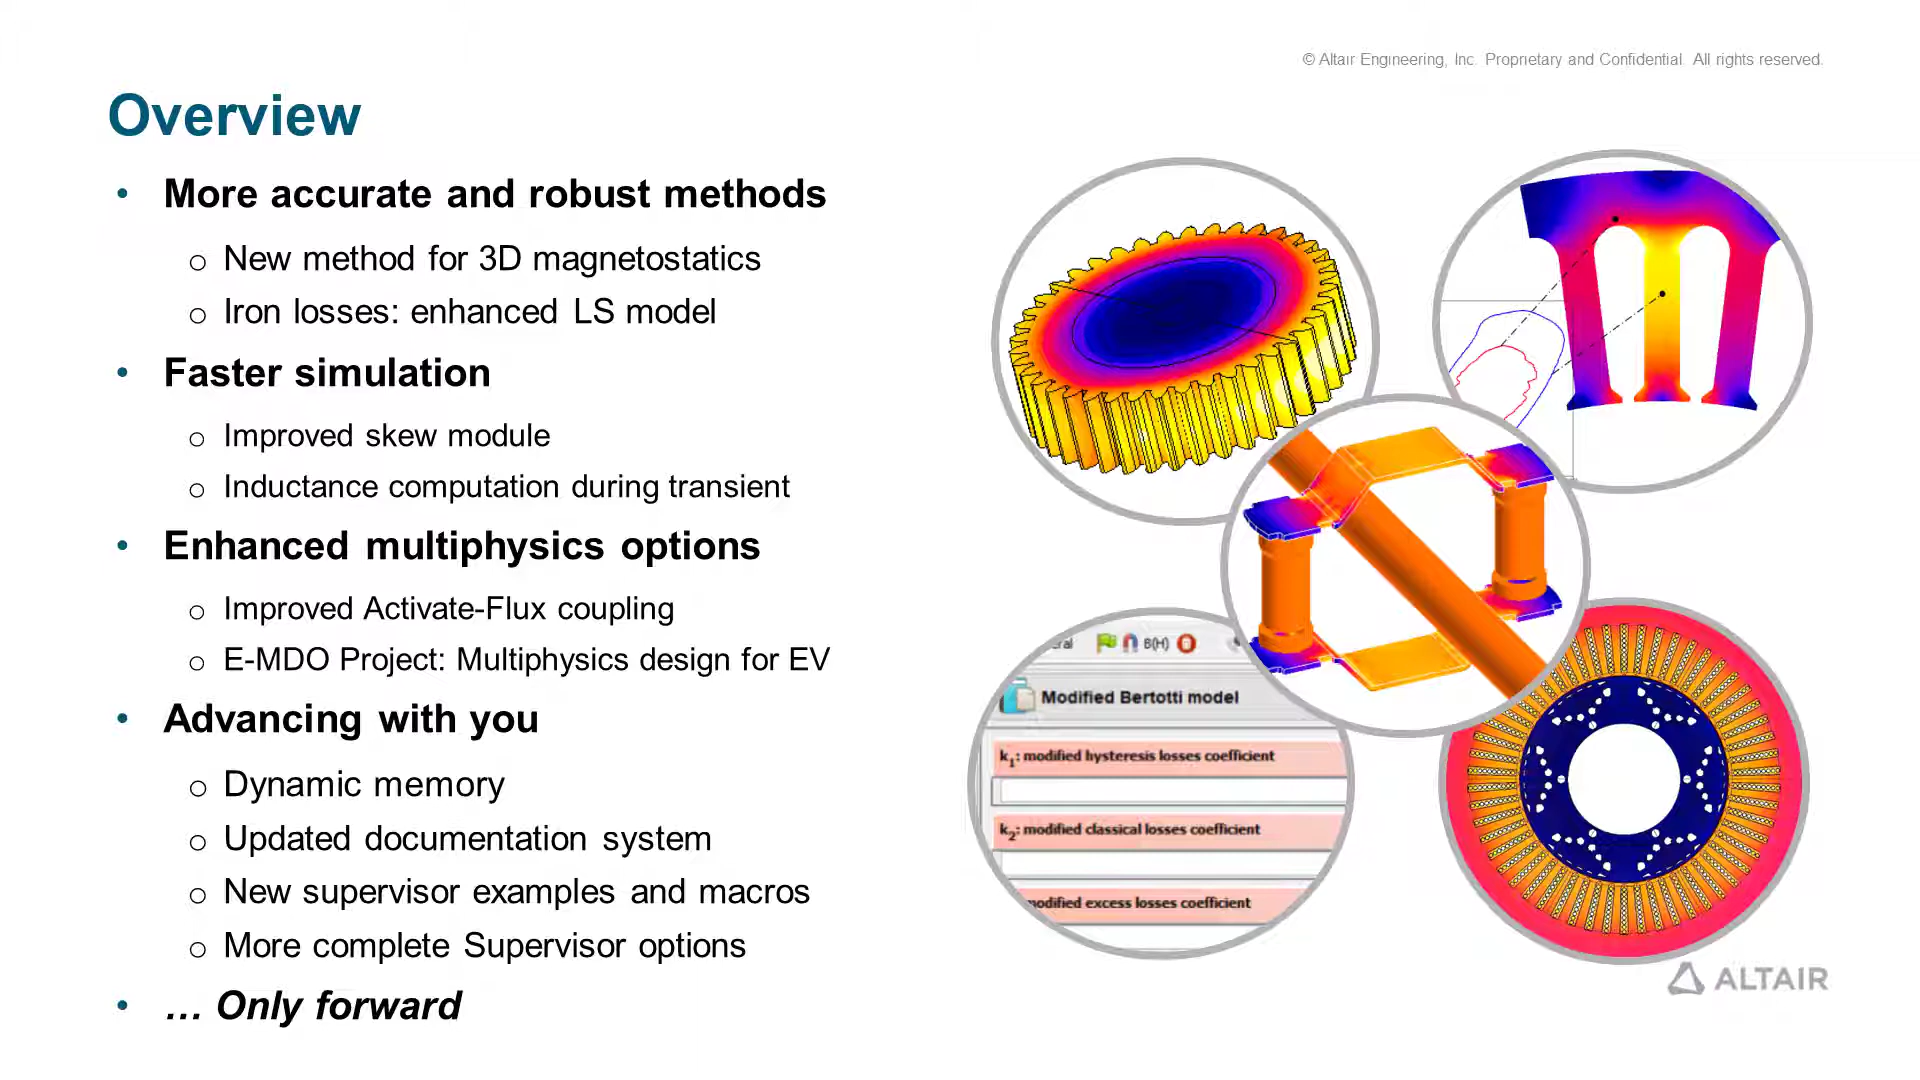 © Altair Engineering, Inc. Proprietary and Confidential. All rights reserved.
Overview
• More accurate and robust methods
o New method for 3D magnetostatics
o Iron losses: enhanced LS model
• Faster simulation
o Improved skew module
o Inductance computation during transient
• Enhanced multiphysics options
o Improved Activate-Flux coupling
o E-MDO Project: Multiphysics design for EV
• Advancing with you
o Dynamic memory
o Updated documentation system
o New supervisor examples and macros
o More complete Supervisor options
• … Only forward
B(H)
Modified Bertotti model
k1: modified hysteresis losses coefficient
k2: modified classical losses coefficient
modified excess losses coefficient
ALTAIR